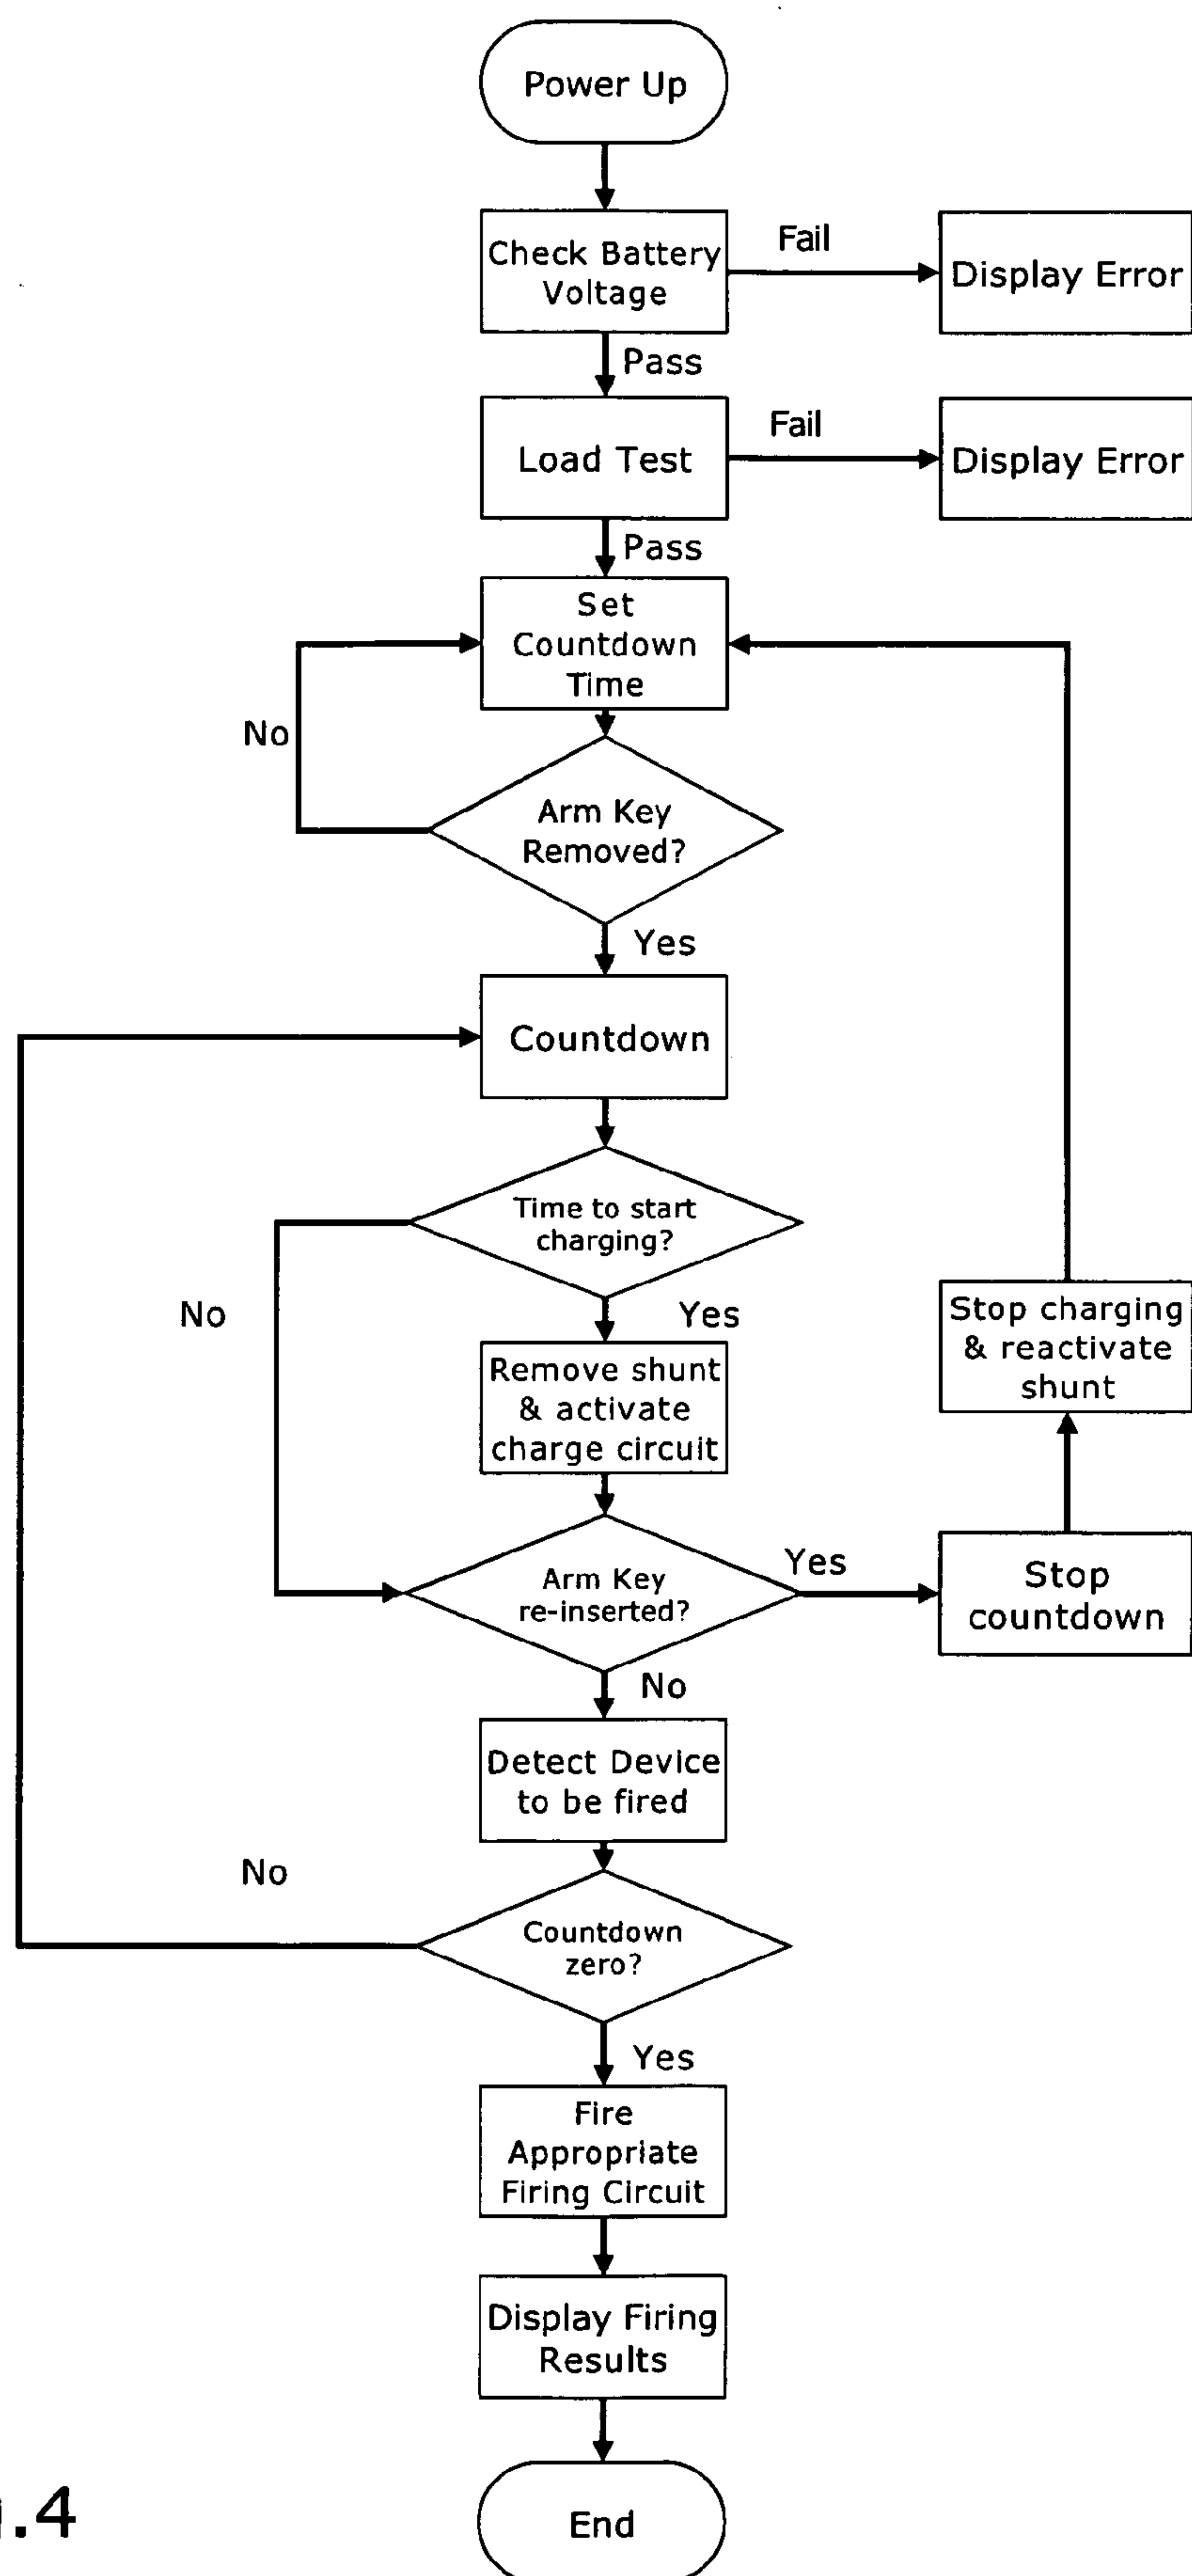 Power Up
Check Battery
Voltage
Fail
Display Error
Pass
Load Test
Fail
Display Error
Pass
Set
Countdown
Time
No
Arm Key
Removed?
Yes
Countdown
Time to start
charging?
No
Yes
Remove shunt
& activate
charge circuit
Stop charging
& reactivate
shunt
Arm Key
re-inserted?
Yes
Stop
countdown
No
Detect Device
to be fired
No
Countdown
zero?
Yes
Fire
Appropriate
Firing Circuit
Display Firing
Results
.4
End